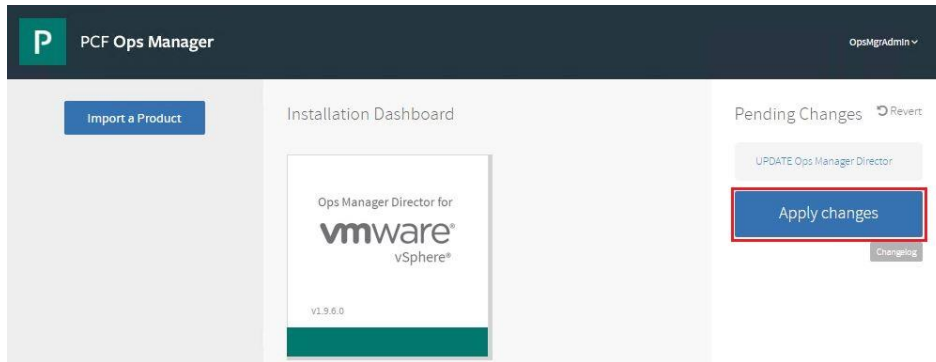 P PCF Ops Manager
OpsMgrAdmin
Import a Product
Installation Dashboard
Pending Changes
Revert
UPDATE Ops Manager Director
Apply changes
Changelog
Ops Manager Director for
vmware®
vSphere®
v1.9.6.0